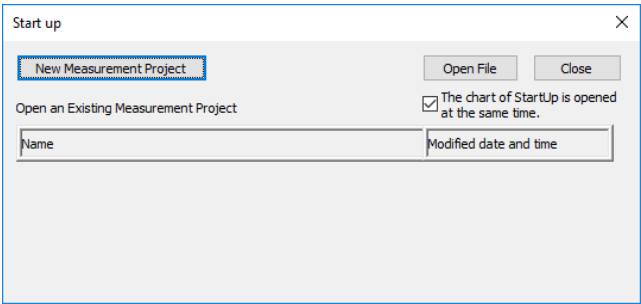 Start up
New Measurement Project
Open File
Close
Open an Existing Measurement Project
The chart of StartUp is opened
at the same time.
Name
Modified date and time